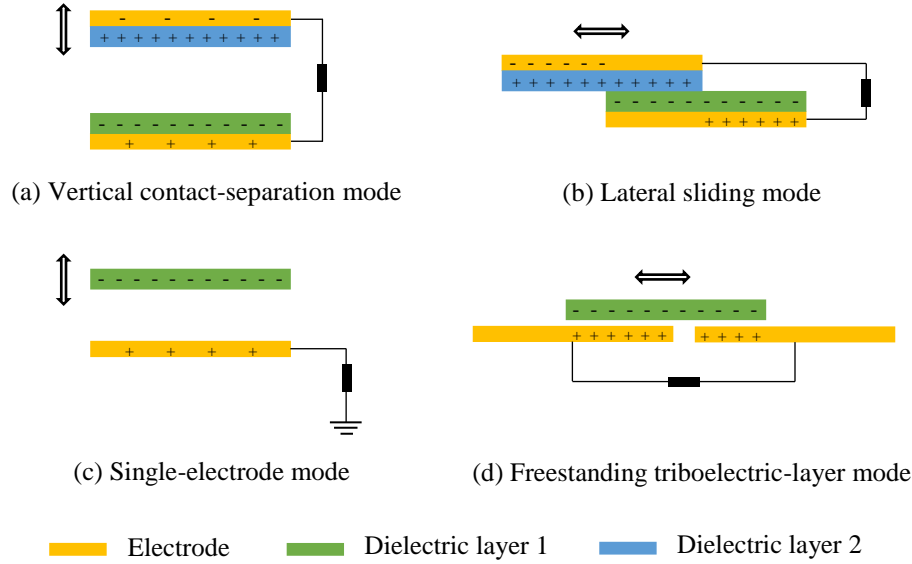 (a) Vertical contact-separation mode
(b) Lateral sliding mode
(c) Single-electrode mode
(d) Freestanding triboelectric-layer mode
Electrode Dielectric layer 1 Dielectric layer 2